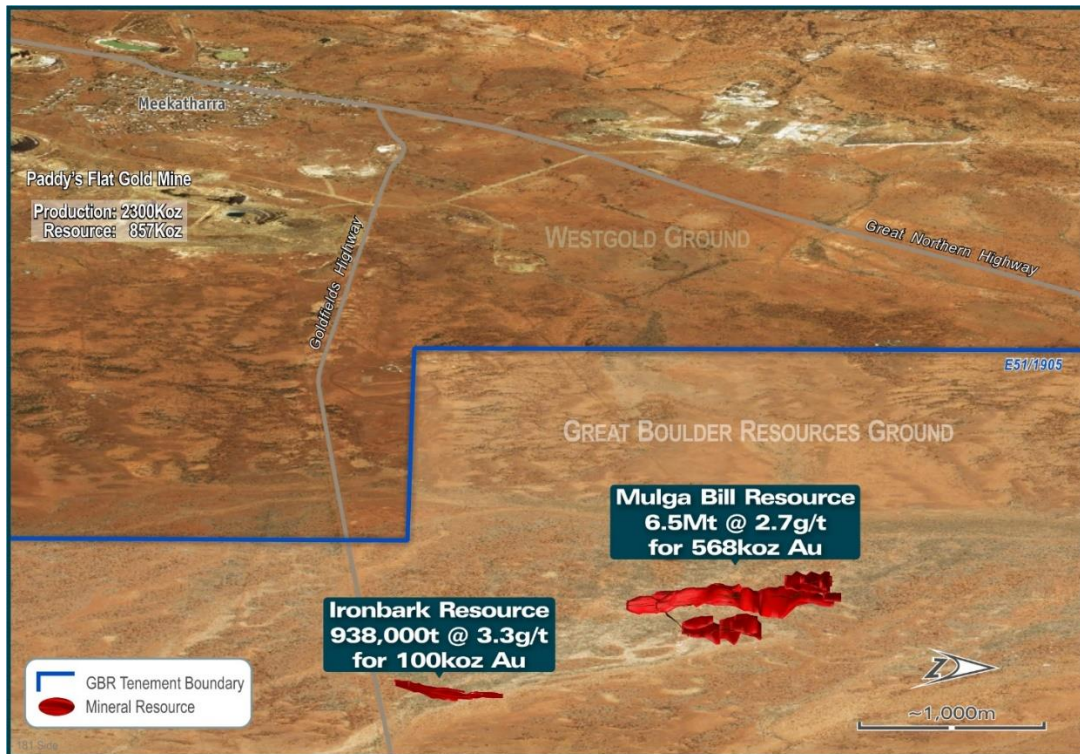 Meekatharra
Paddy's Flat Gold Mine
Production: 2300Koz
Resource: 857Koz
Goldfields Highway
WESTGOLD GROUND
Great Northern Highway
E51/1905
GREAT BOULDER RESOURCES GROUND
Mulga Bill Resource
6.5Mt @ 2.7g/t
for 568koz Au
Ironbark Resource
938,000t @ 3.3g/t
for 100koz Au
GBR Tenement Boundary
Mineral Resource
N
~1,000m